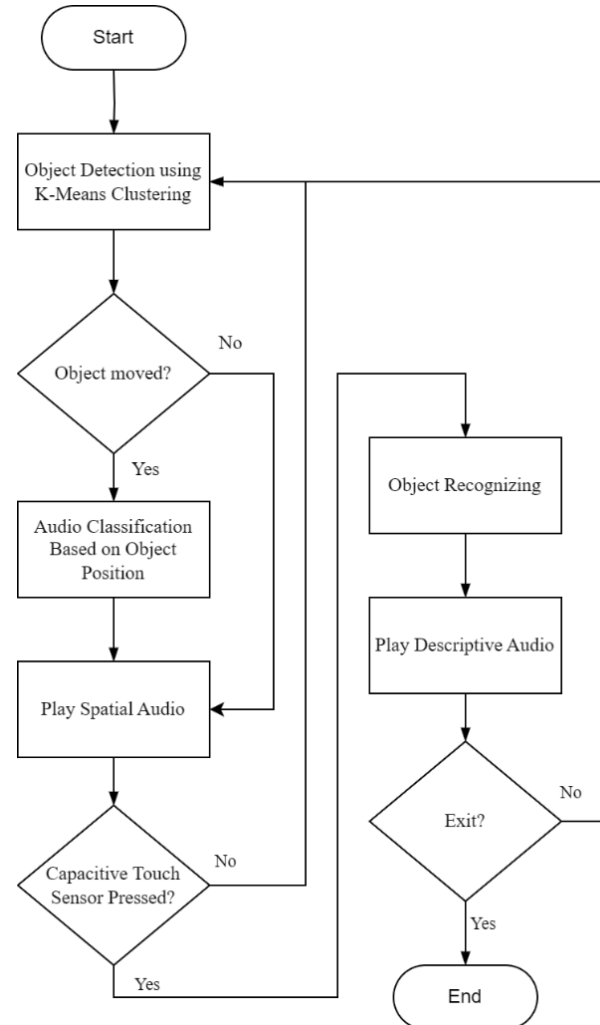 Start
Object Detection using
K-Means Clustering
Object moved?
No
Yes
Audio Classification
Based on Object
Position
Play Spatial Audio
Capacitive Touch
Sensor Pressed?
No
Yes
Object Recognizing
Play Descriptive Audio
Exit?
No
Yes
End